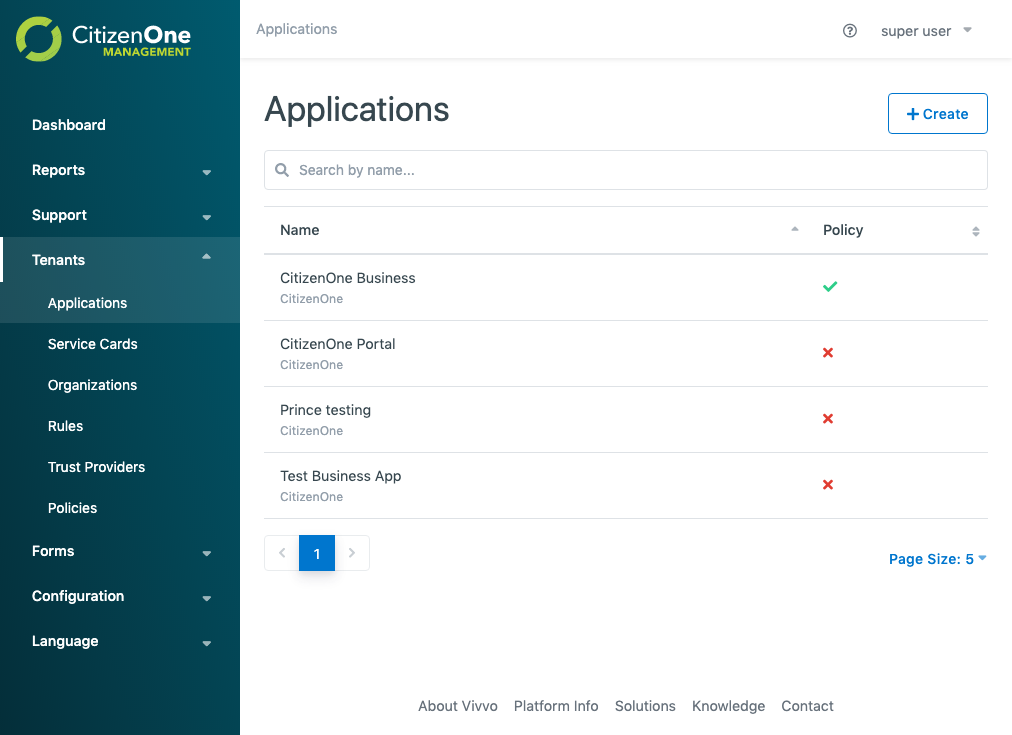 CitizenOne
MANAGEMENT
Applications
super user
Dashboard
Reports
Support
Tenants
Applications
Service Cards
Organizations
Rules
Trust Providers
Policies
Forms
Configuration
Language
Applications
Create
Search by name...
Name Policy
CitizenOne Business
CitizenOne
CitizenOne Portal
CitizenOne
Prince testing
CitizenOne
Test Business App
CitizenOne
1
Page Size: 5
About Vivvo Platform Info Solutions Knowledge Contact